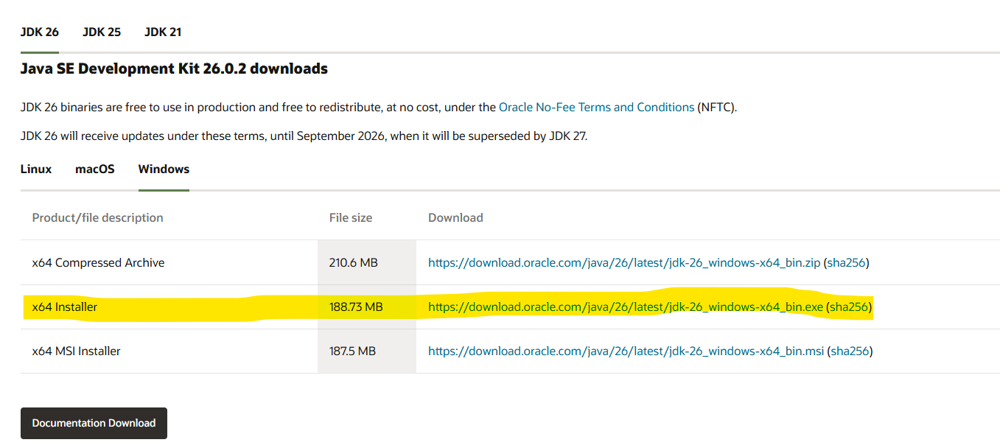 JDK 26 JDK 25 JDK 21
Java SE Development Kit 26.0.2 downloads
JDK 26 binaries are free to use in production and free to redistribute, at no cost, under the Oracle No-Fee Terms and Conditions (NFTC).
JDK 26 will receive updates under these terms, until September 2026, when it will be superseded by JDK 27.
Linux macOS Windows
Product/file description File size Download
x64 Compressed Archive 210.6 MB https://download.oracle.com/java/26/latest/jdk-26_windows-x64_bin.zip (sha256)
x64 Installer 188.73 MB https://download.oracle.com/java/26/latest/jdk-26_windows-x64_bin.exe (sha256)
x64 MSI Installer 187.5 MB https://download.oracle.com/java/26/latest/jdk-26_windows-x64_bin.msi (sha256)
Documentation Download